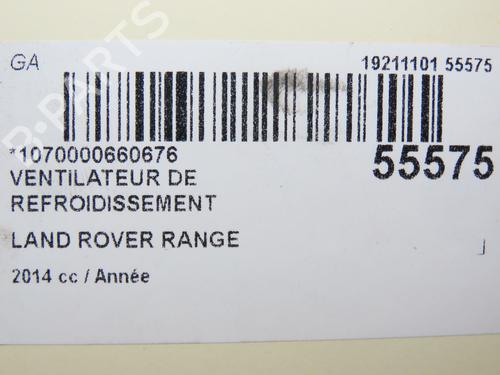 GA
19211101 55575
*1070000660676
55575
VENTILATEUR DE
REFROIDISSEMENT
LAND ROVER RANGE
2014 cc / Année